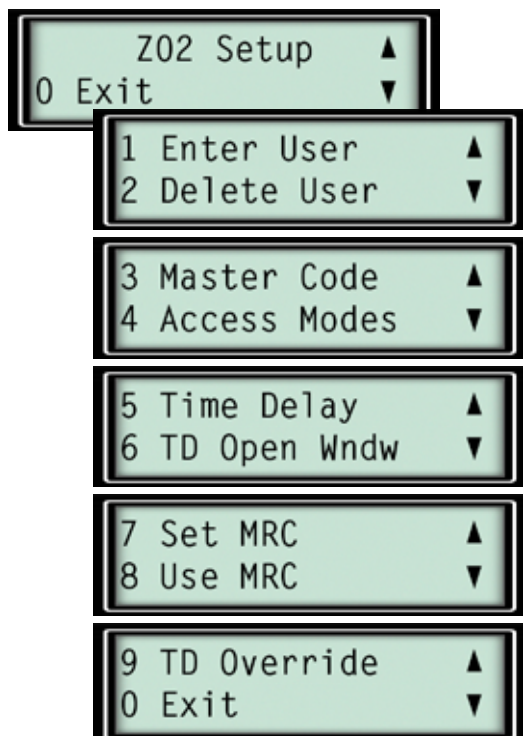 Z02 Setup ▲
0 Exit ▼
1 Enter User ▲
2 Delete User ▼
3 Master Code ▲
4 Access Modes ▼
5 Time Delay ▲
6 TD Open Wndw ▼
7 Set MRC ▲
8 Use MRC ▼
9 TD Override ▲
0 Exit ▼